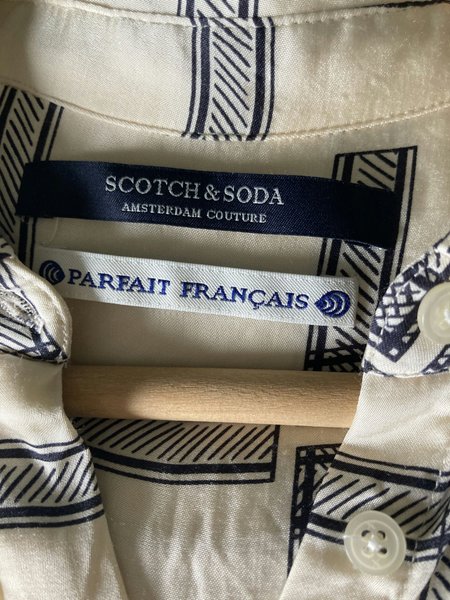 SCOTCH & SODA
AMSTERDAM COUTURE
PARFAIT FRANÇAIS